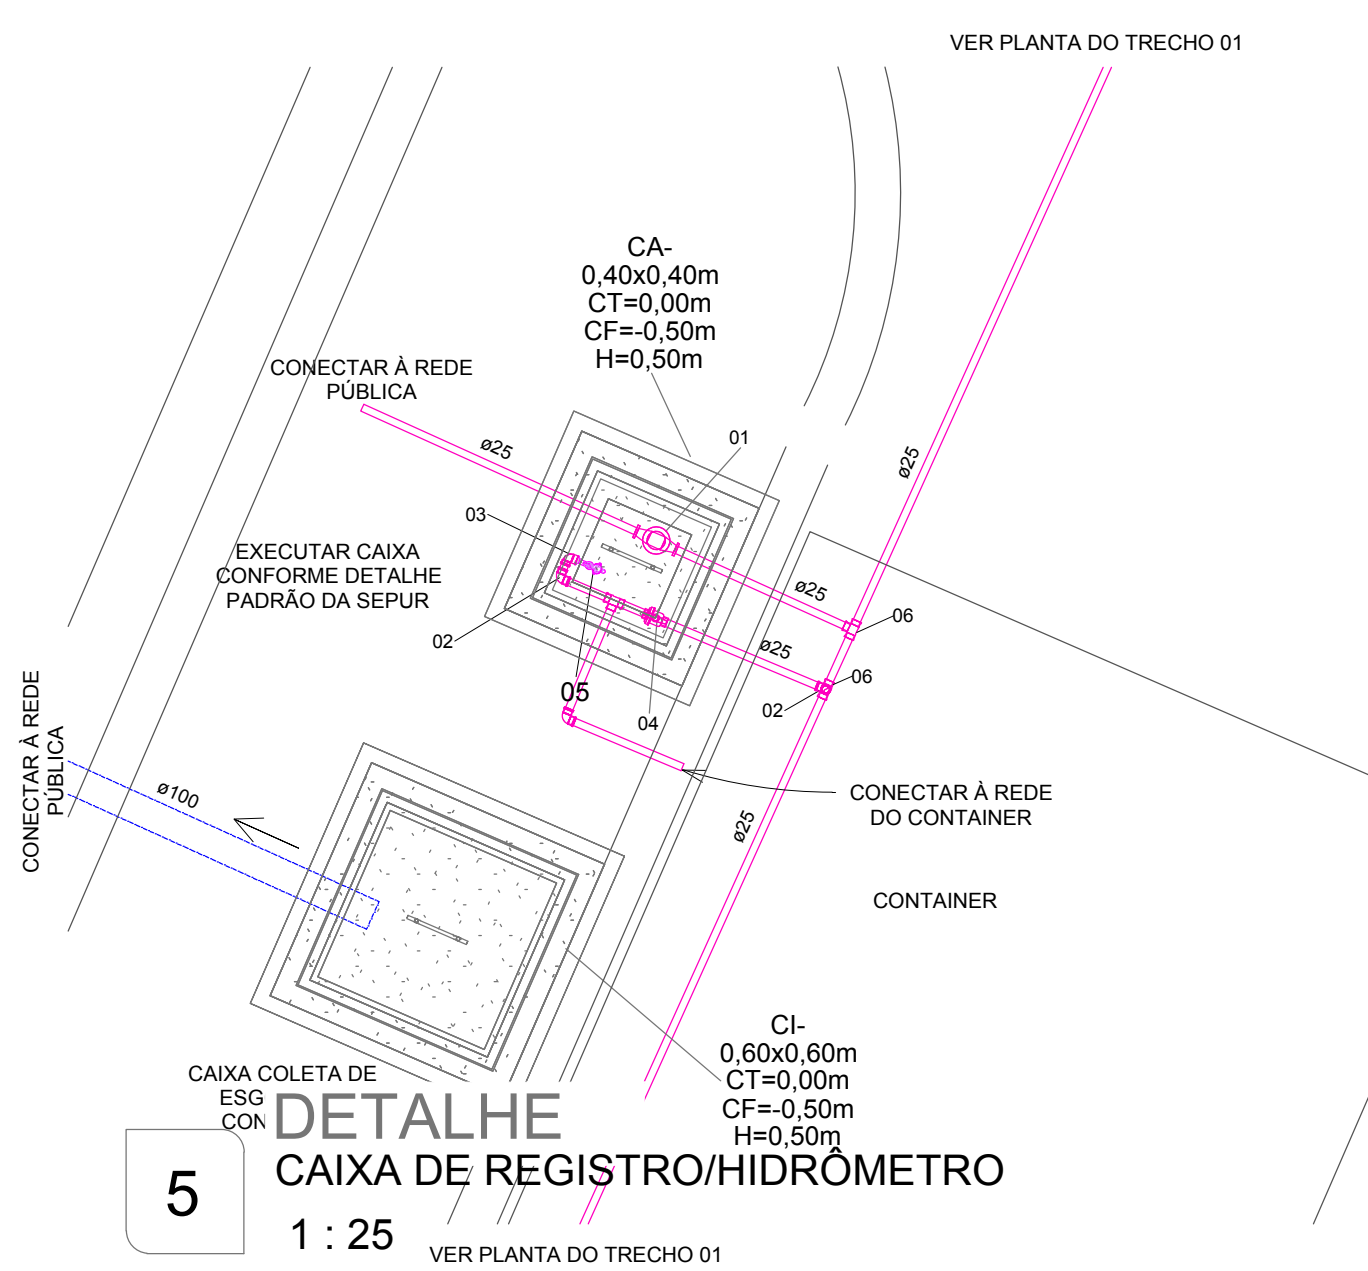 VER PLANTA DO TRECHO 01
CA-
0,40x0,40m
CT=0,00m
CF=-0,50m
H=0,50m
CONECTAR À REDE
PÚBLICA
ø25
01
ø25
03
EXECUTAR CAIXA
CONFORME DETALHE
PADRÃO DA SEPUR
ø25
06
02
ø25
06
05
02
04
CONECTAR À REDE
PÚBLICA
ø100
CONECTAR À REDE
DO CONTAINER
ø25
CONTAINER
CI-
0,60x0,60m
CT=0,00m
CF=-0,50m
H=0,50m
CAIXA COLETA DE
ESG
CON
DETALHE
5
CAIXA DE REGISTRO/HIDRÔMETRO
1 : 25
VER PLANTA DO TRECHO 01